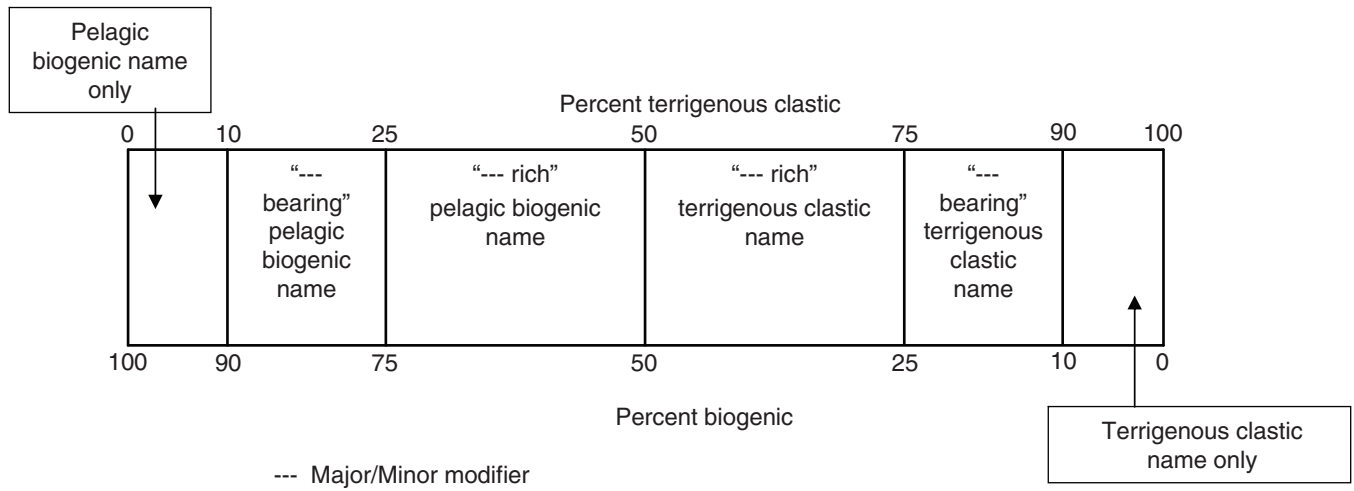 Pelagic
biogenic name
only
Percent terrigenous clastic
0 10 25 50 75 90 100
“---
bearing”
pelagic
biogenic
name
“--- rich”
pelagic biogenic
name
“--- rich”
terrigenous clastic
name
“---
bearing”
terrigenous
clastic
name
100 90 75 50 25 10 0
Percent biogenic
Terrigenous clastic
name only
--- Major/Minor modifier